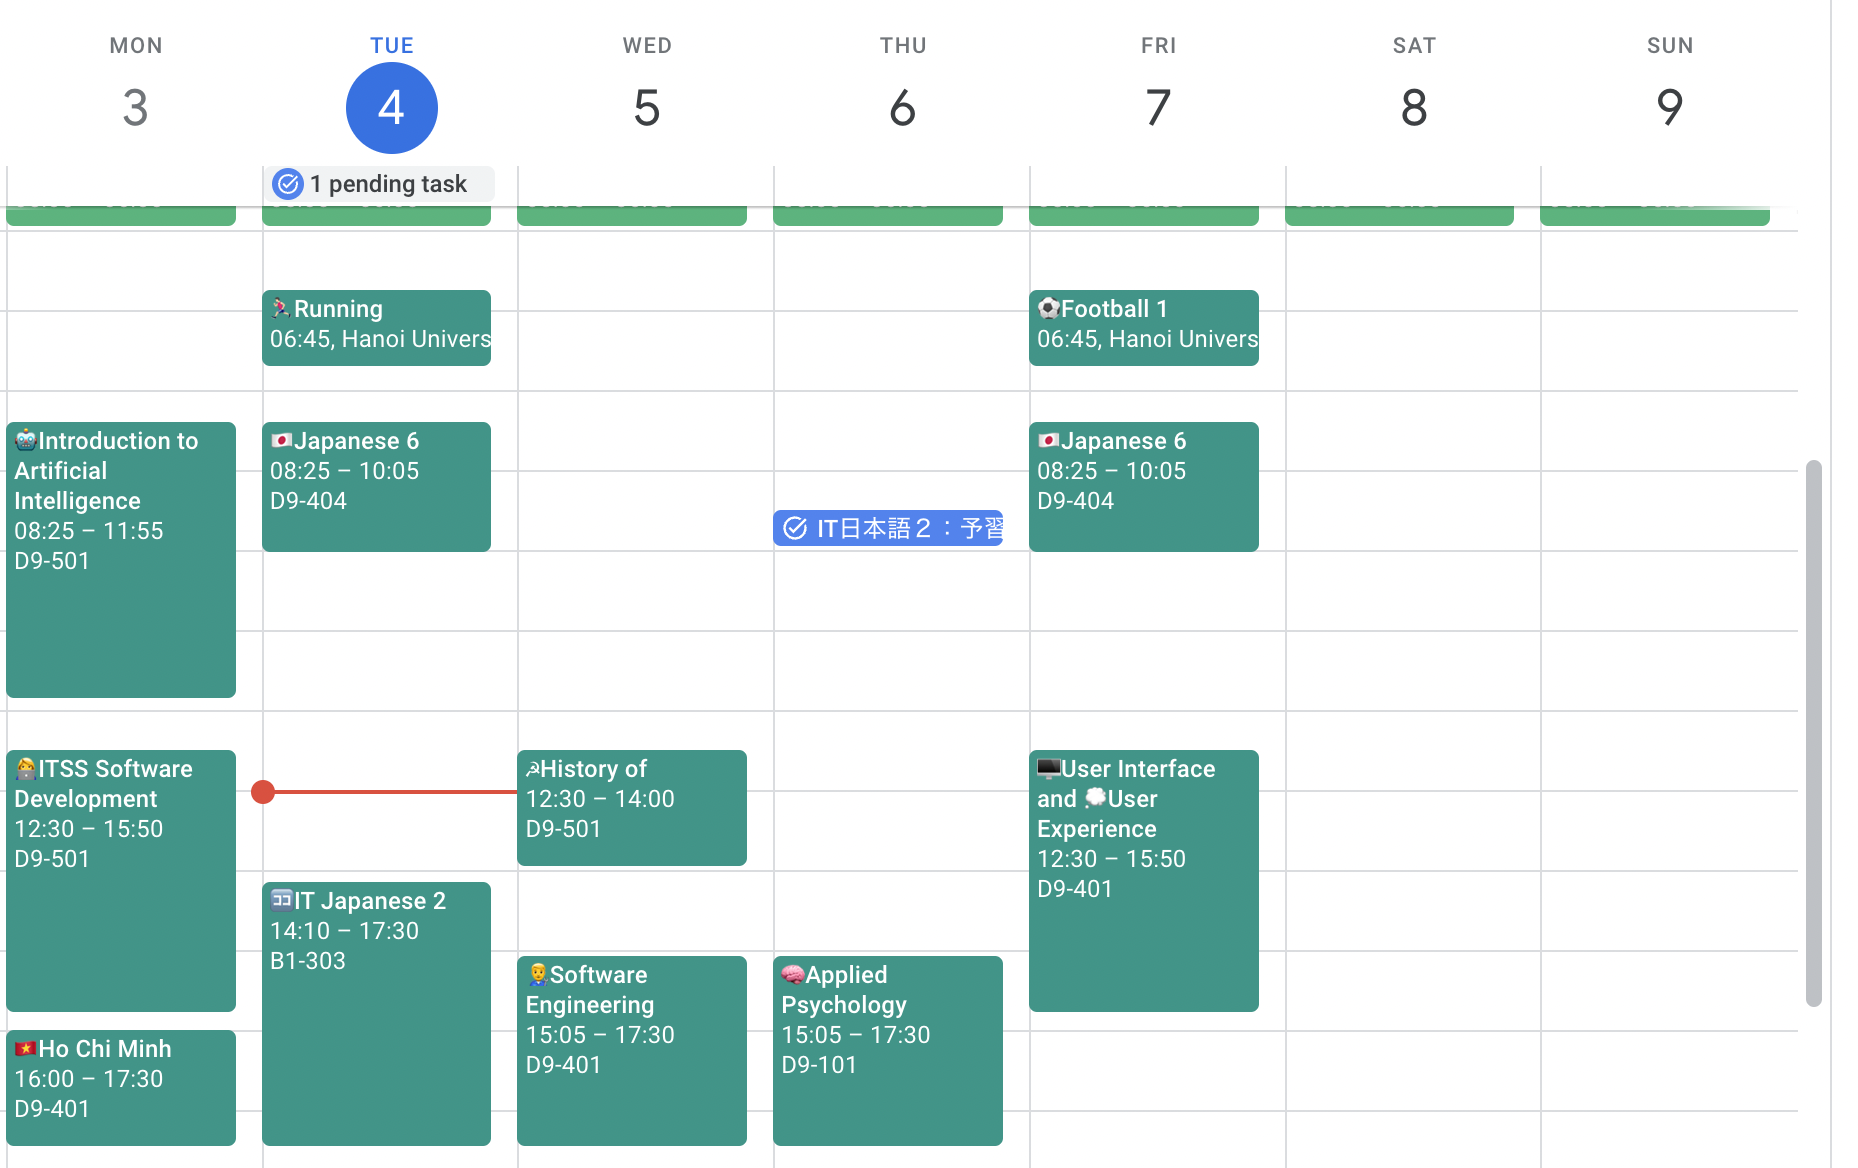 MON
3
TUE
4
WED
5
THU
6
FRI
7
SAT
8
SUN
9
1 pending task
Introduction to
Artificial
Intelligence
08:25 – 11:55
D9-501
ITSS Software
Development
12:30 – 15:50
D9-501
Ho Chi Minh
16:00 – 17:30
D9-401
Running
06:45, Hanoi Univers
Japanese 6
08:25 – 10:05
D9-404
ココIT Japanese 2
14:10 – 17:30
B1-303
☭History of
12:30 – 14:00
D9-501
Software
Engineering
15:05 – 17:30
D9-401
IT日本語２：予習
Applied
Psychology
15:05 – 17:30
D9-101
Football 1
06:45, Hanoi Univers
Japanese 6
08:25 – 10:05
D9-404
User Interface
and User
Experience
12:30 – 15:50
D9-401